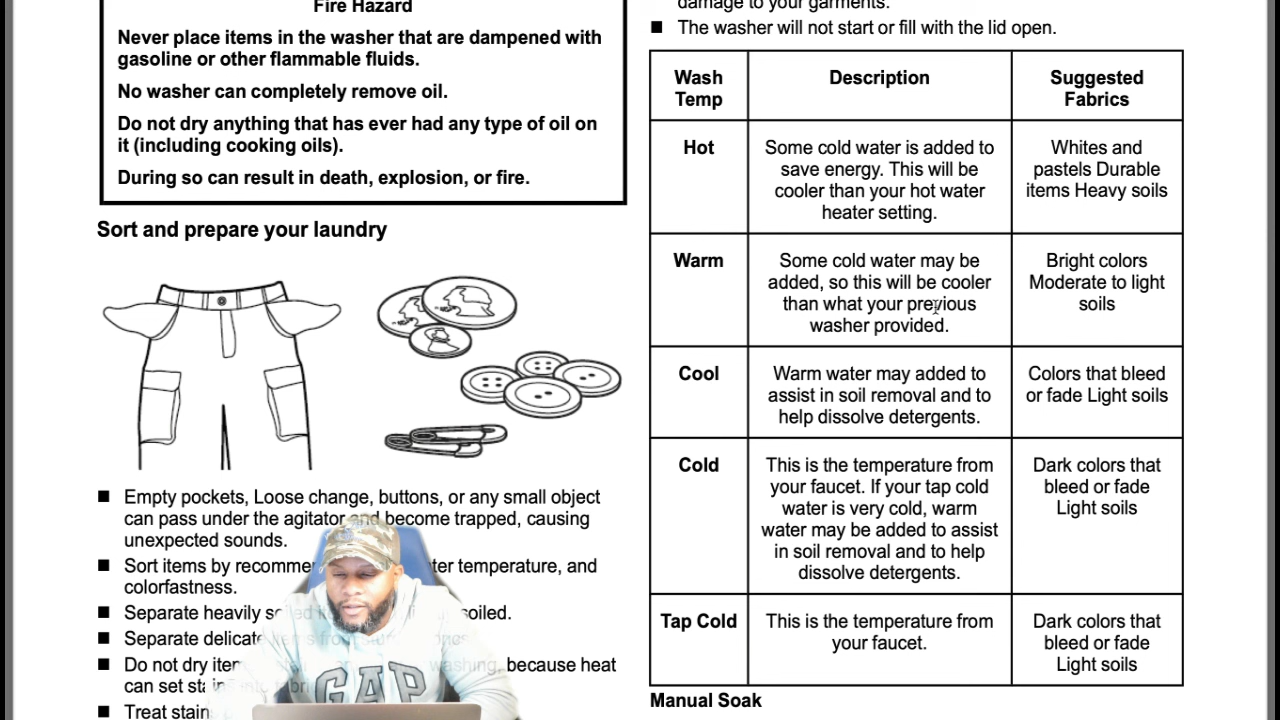 Fire Hazard
Never place items in the washer that are dampened with
gasoline or other flammable fluids.
No washer can completely remove oil.
Do not dry anything that has ever had any type of oil on
it (including cooking oils).
During so can result in death, explosion, or fire.
Sort and prepare your laundry
■ Empty pockets, Loose change, buttons, or any small object
can pass under the agitator and become trapped, causing
unexpected sounds.
■ Sort items by temperature, and
colorfastness.
■ Separate heavily soiled soiled.
■ Separate delicate
■ Do not dry washing, because heat
can set
■ Treat
GAP
damage to your garments.
■ The washer will not start or fill with the lid open.
Wash
Temp
Description
Suggested
Fabrics
Hot
Some cold water is added to
save energy. This will be
cooler than your hot water
heater setting.
Whites and
pastels Durable
items Heavy soils
Warm
Some cold water may be
added, so this will be cooler
than what your previous
washer provided.
Bright colors
Moderate to light
soils
Cool
Warm water may added to
assist in soil removal and to
help dissolve detergents.
Colors that bleed
or fade Light soils
Cold
This is the temperature from
your faucet. If your tap cold
water is very cold, warm
water may be added to assist
in soil removal and to help
dissolve detergents.
Dark colors that
bleed or fade
Light soils
Tap Cold
This is the temperature from
your faucet.
Dark colors that
bleed or fade
Light soils
Manual Soak